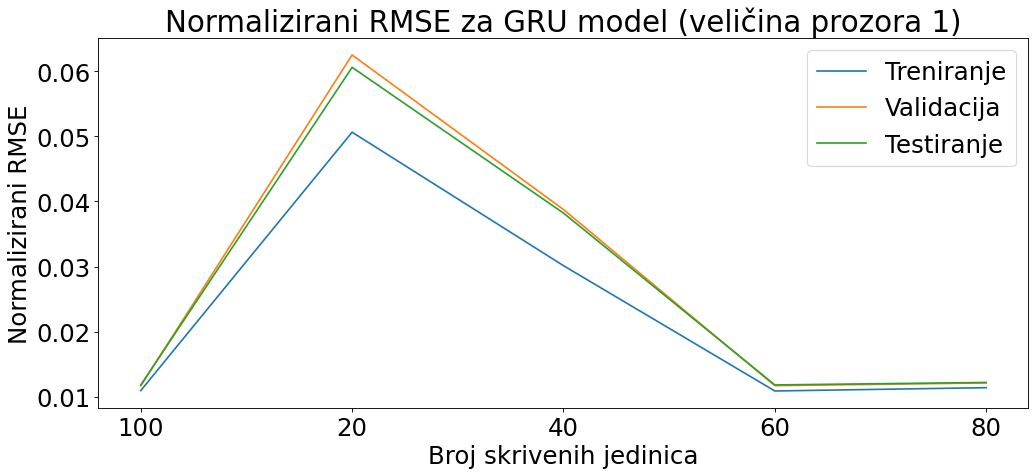 Normalizirani RMSE za GRU model (veličina prozora 1)
Treniranje
Validacija
Testiranje
Normalizirani RMSE
0.06
0.05
0.04
0.03
0.02
0.01
100 20 40 60 80
Broj skrivenih jedinica